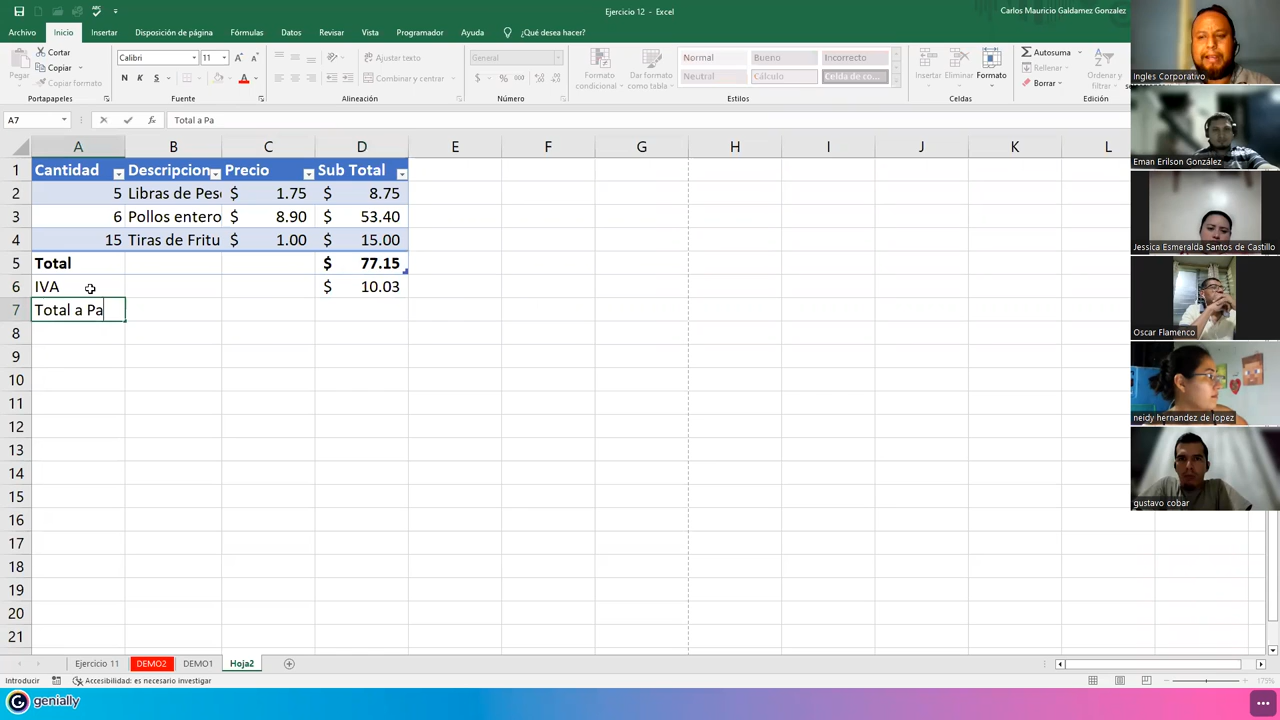 Ejercicio 12 - Excel
Carlos Mauricio Galdamez Gonzalez
Archivo Inicio Insertar Disposición de página Fórmulas Datos Revisar Vista Programador Ayuda ¿Qué desea hacer?
Pegar
Cortar
Copiar
Portapapeles
Calibri 11
N K S
Fuente
Ajustar texto
Combinar y centrar
Alineación
General
$ % 000
Número
Formato condicional
Dar formato como tabla
Normal Bueno Incorrecto
Neutral Cálculo Celda de co...
Estilos
Insertar Eliminar Formato
Celdas
Autosuma
Rellenar
Borrar
Ordenar y filtrar
Edición
A7 fx Total a Pa
A B C D E F G H I J K L
1 Cantidad Descripcion Precio Sub Total
2 5 Libras de Pes $ 1.75 $ 8.75
3 6 Pollos entero $ 8.90 $ 53.40
4 15 Tiras de Fritu $ 1.00 $ 15.00
5 Total $ 77.15
6 IVA $ 10.03
7 Total a Pa
8
9
10
11
12
13
14
15
16
17
18
19
20
21
Ejercicio 11 DEMO2 DEMO1 Hoja2
Introducir Accesibilidad: es necesario investigar 175%
genially
Ingles Corporativo
Eman Erilson González
Jessica Esmeralda Santos de Castillo
Oscar Flamenco
neidy hernandez de lopez
gustavo cobar